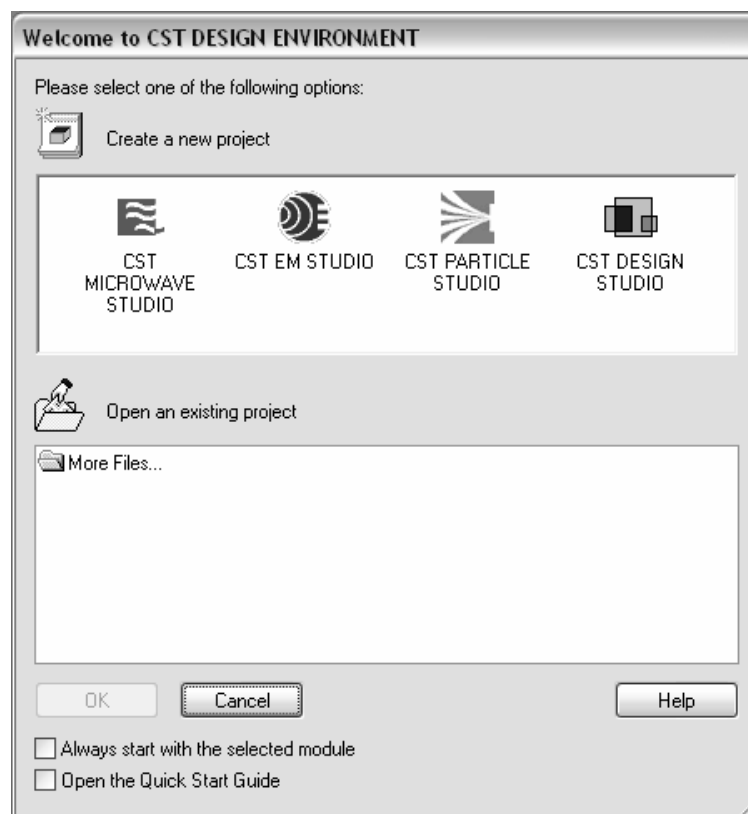 Welcome to CST DESIGN ENVIRONMENT
Please select one of the following options:
Create a new project
CST MICROWAVE STUDIO
CST EM STUDIO
CST PARTICLE STUDIO
CST DESIGN STUDIO
Open an existing project
More Files...
OK
Cancel
Help
Always start with the selected module
Open the Quick Start Guide